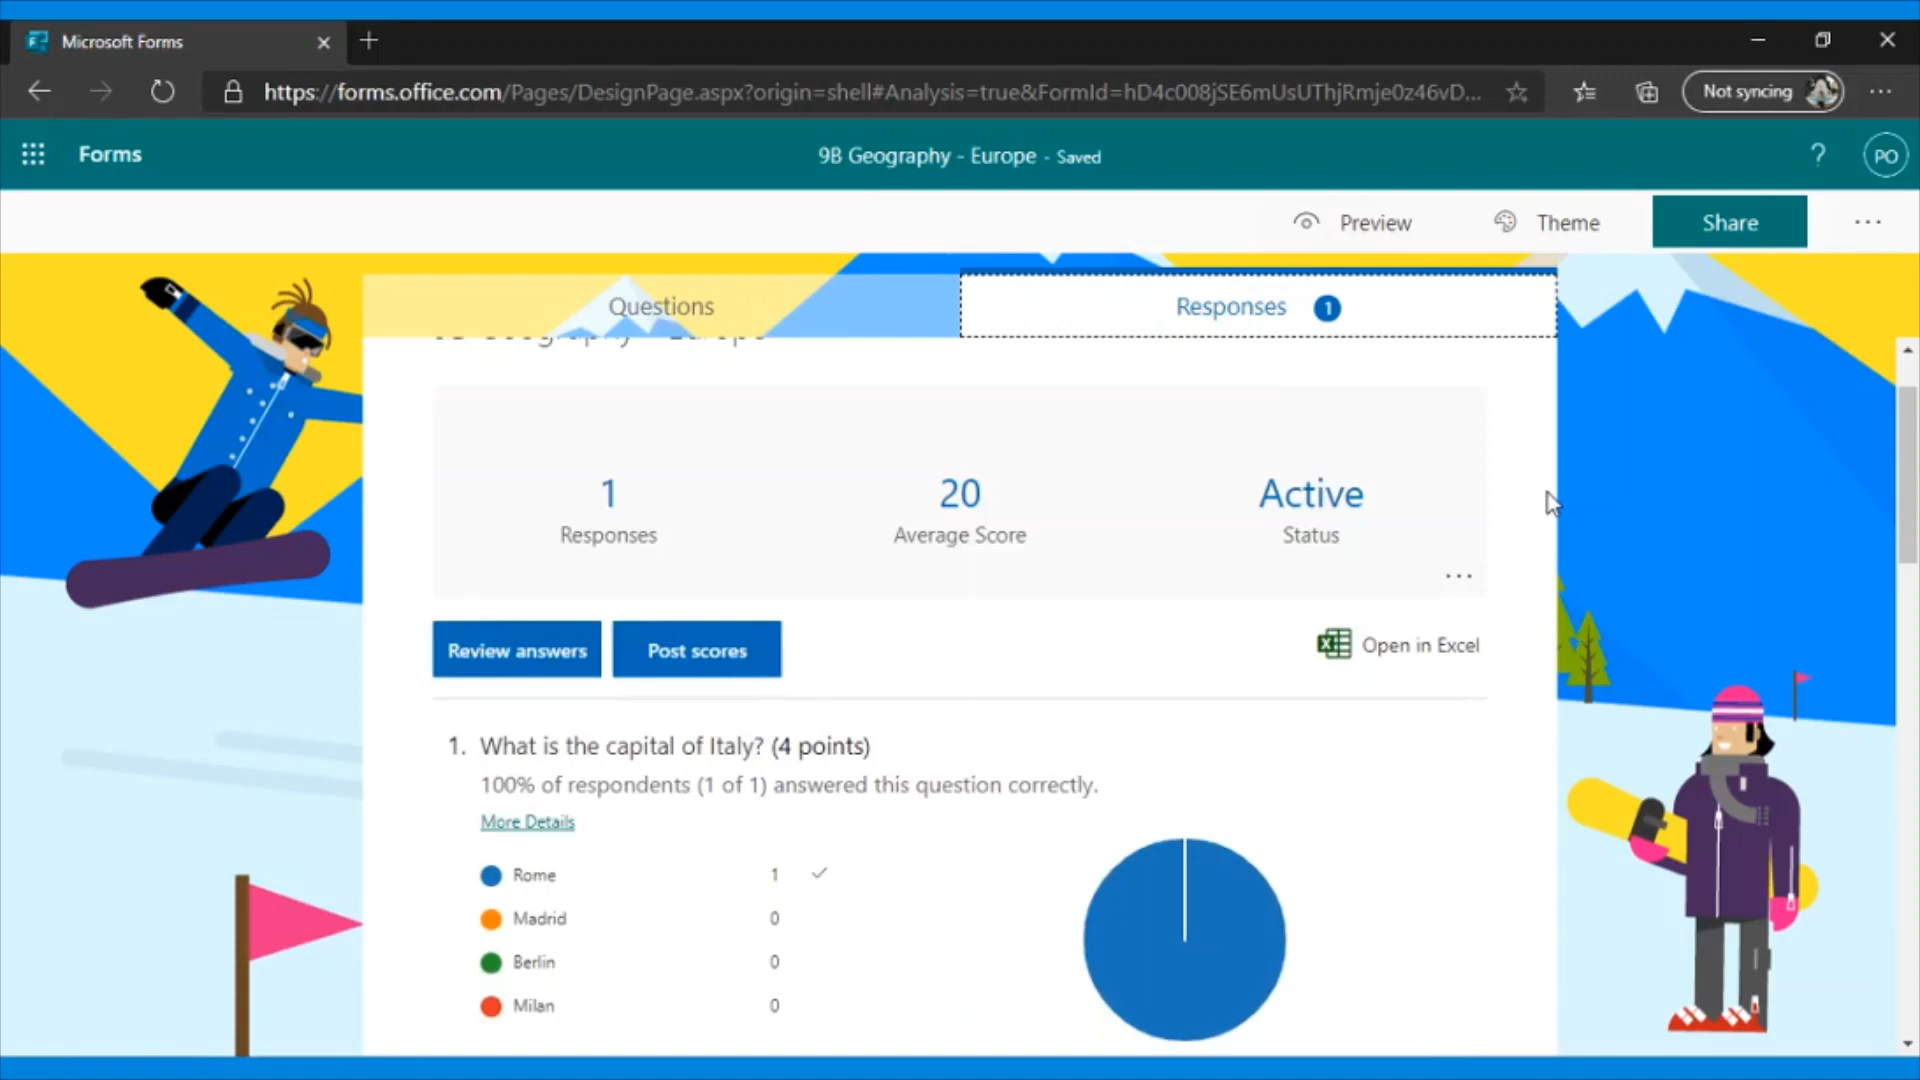 Microsoft Forms
https://forms.office.com/Pages/DesignPage.aspx?origin=shell#Analysis=true&FormId=hD4c008jSE6mUsUThjRmje0z46vD...
Not syncing
Forms
9B Geography - Europe - Saved
?
PO
Preview
Theme
Share
Questions
Responses 1
9B Geography - Europe
1
Responses
20
Average Score
Active
Status
Review answers
Post scores
Open in Excel
1. What is the capital of Italy? (4 points)
100% of respondents (1 of 1) answered this question correctly.
More Details
Rome 1
Madrid 0
Berlin 0
Milan 0